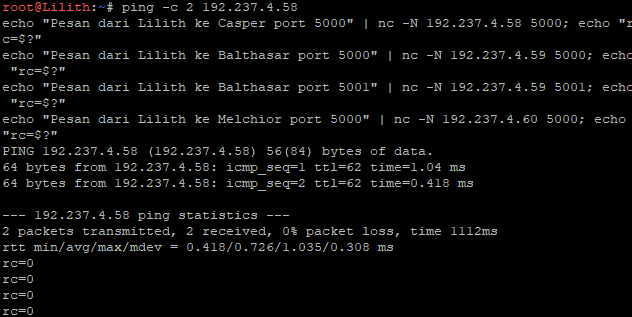 root@Lilith:~# ping -c 2 192.237.4.58
echo "Pesan dari Lilith ke Casper port 5000" | nc -N 192.237.4.58 5000; echo "r
c=$?"
echo "Pesan dari Lilith ke Balthasar port 5000" | nc -N 192.237.4.59 5000; echo
 "rc=$?"
echo "Pesan dari Lilith ke Balthasar port 5001" | nc -N 192.237.4.59 5001; echo
 "rc=$?"
echo "Pesan dari Lilith ke Melchior port 5000" | nc -N 192.237.4.60 5000; echo
"rc=$?"
PING 192.237.4.58 (192.237.4.58) 56(84) bytes of data.
64 bytes from 192.237.4.58: icmp_seq=1 ttl=62 time=1.04 ms
64 bytes from 192.237.4.58: icmp_seq=2 ttl=62 time=0.418 ms

--- 192.237.4.58 ping statistics ---
2 packets transmitted, 2 received, 0% packet loss, time 1112ms
rtt min/avg/max/mdev = 0.418/0.726/1.035/0.308 ms
rc=0
rc=0
rc=0
rc=0